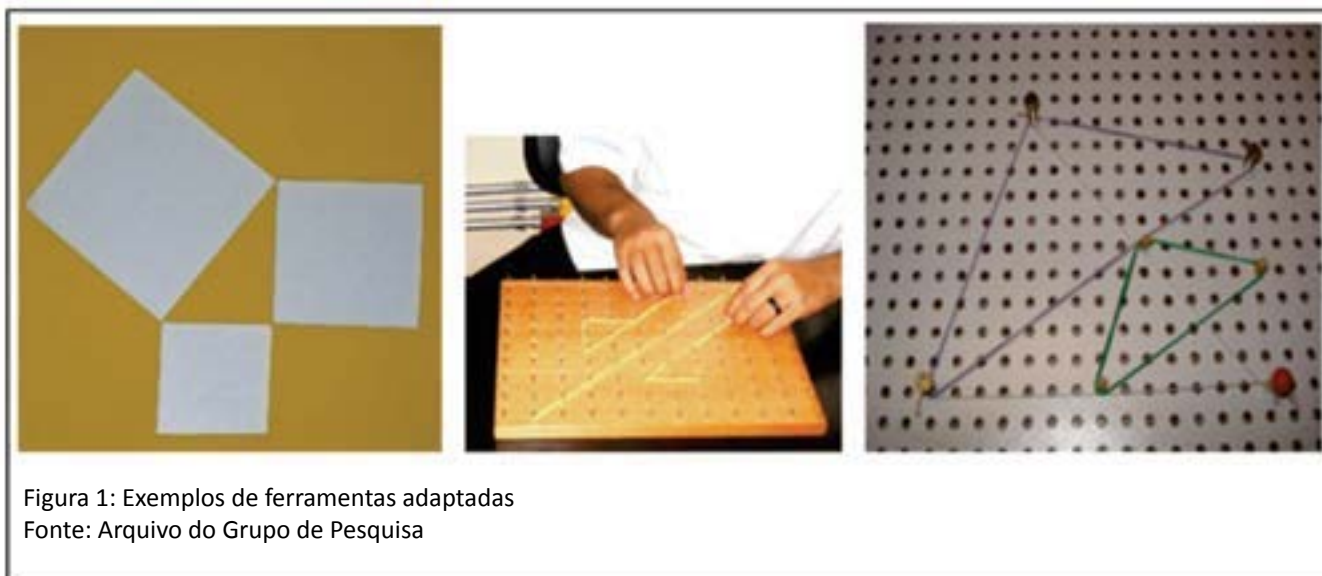 Figura 1: Exemplos de ferramentas adaptadas
Fonte: Arquivo do Grupo de Pesquisa